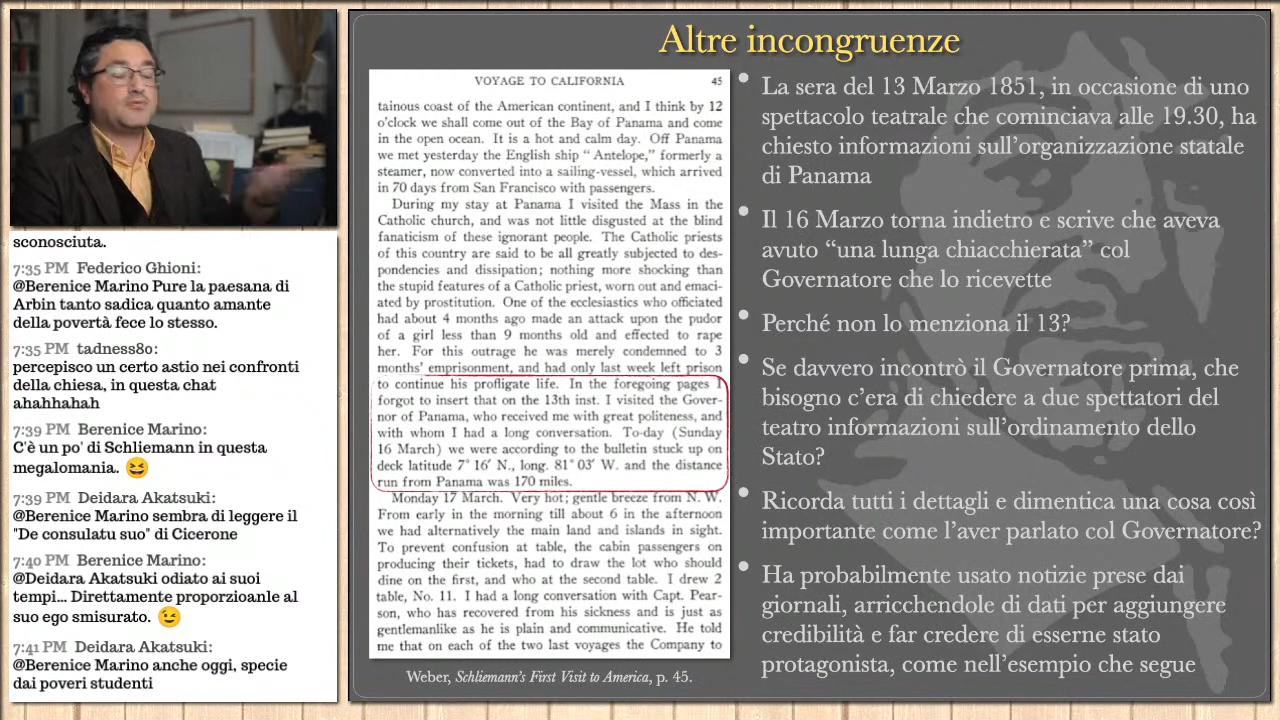 Altre incongruenze
sconosciuta.
7:35 PM Federico Ghioni:
@Berenice Marino Pure la paesana di
Arbin tanto sadica quanto amante
della povertà fece lo stesso.
7:35 PM tadness80:
percepisco un certo astio nei confronti
della chiesa, in questa chat
ahahhahah
7:39 PM Berenice Marino:
C'è un po' di Schliemann in questa
megalomania. 😆
7:39 PM Deidara Akatsuki:
@Berenice Marino sembra di leggere il
"De consulatu suo" di Cicerone
7:40 PM Berenice Marino:
@Deidara Akatsuki odiato ai suoi
tempi... Direttamente proporzioanle al
suo ego smisurato. 😉
7:41 PM Deidara Akatsuki:
@Berenice Marino anche oggi, specie
dai poveri studenti
VOYAGE TO CALIFORNIA 45
tainous coast of the American continent, and I think by 12
o'clock we shall come out of the Bay of Panama and come
in the open ocean. It is a hot and calm day. Off Panama
we met yesterday the English ship " Antelope," formerly a
steamer, now converted into a sailing-vessel, which arrived
in 70 days from San Francisco with passengers.
During my stay at Panama I visited the Mass in the
Catholic church, and was not little disgusted at the blind
fanaticism of these ignorant people. The Catholic priests
of this country are said to be all greatly subjected to des-
pondencies and dissipation; nothing more shocking than
the stupid features of a Catholic priest, worn out and emaci-
ated by prostitution. One of the ecclesiastics who officiated
had about 4 months ago made an attack upon the pudor
of a girl less than 9 months old and effected to rape
her. For this outrage he was merely condemned to 3
months' emprisonment, and had only last week left prison
to continue his profligate life. In the foregoing pages I
forgot to insert that on the 13th inst. I visited the Gover-
nor of Panama, who received me with great politeness, and
with whom I had a long conversation. To-day (Sunday
16 March) we were according to the bulletin stuck up on
deck latitude 7° 16′ N., long. 81° 03′ W. and the distance
run from Panama was 170 miles.
Monday 17 March. Very hot; gentle breeze from N. W.
From early in the morning till about 6 in the afternoon
we had alternatively the main land and islands in sight.
To prevent confusion at table, the cabin passengers on
producing their tickets, had to draw the lot who should
dine on the first, and who at the second table. I drew 2
table, No. 11. I had a long conversation with Capt. Pear-
son, who has recovered from his sickness and is just as
gentlemanlike as he is plain and communicative. He told
me that on each of the two last voyages the Company to
Weber, Schliemann's First Visit to America, p. 45.
• La sera del 13 Marzo 1851, in occasione di uno
spettacolo teatrale che cominciava alle 19.30, ha
chiesto informazioni sull'organizzazione statale
di Panama
• Il 16 Marzo torna indietro e scrive che aveva
avuto “una lunga chiacchierata” col
Governatore che lo ricevette
• Perché non lo menziona il 13?
• Se davvero incontrò il Governatore prima, che
bisogno c'era di chiedere a due spettatori del
teatro informazioni sull'ordinamento dello
Stato?
• Ricorda tutti i dettagli e dimentica una cosa così
importante come l'aver parlato col Governatore?
• Ha probabilmente usato notizie prese dai
giornali, arricchendole di dati per aggiungere
credibilità e far credere di esserne stato
protagonista, come nell'esempio che segue